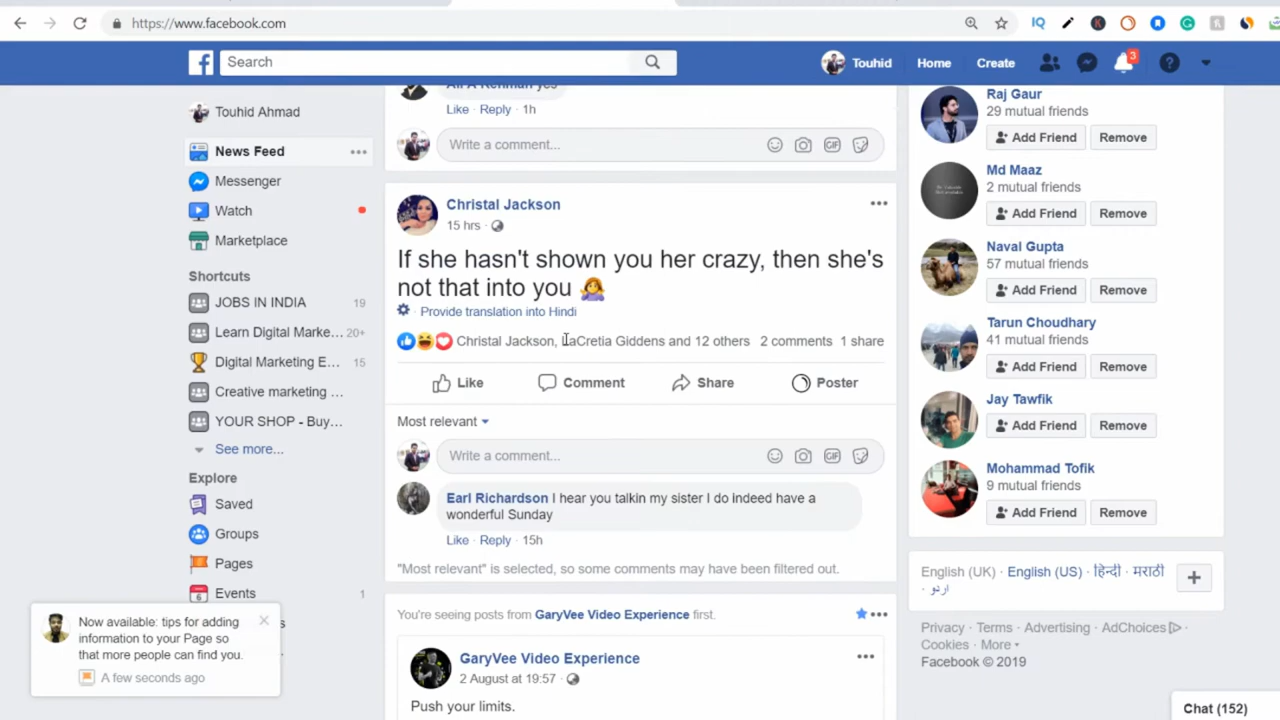 https://www.facebook.com
Search
Touhid
Home
Create
3
Touhid Ahmad
News Feed
Messenger
Watch
Marketplace
Shortcuts
JOBS IN INDIA 19
Learn Digital Marke... 20+
Digital Marketing E... 15
Creative marketing ...
YOUR SHOP - Buy...
See more...
Explore
Saved
Groups
Pages
Events 1
Now available: tips for adding
information to your Page so
that more people can find you.
A few seconds ago
yes
Like · Reply · 1h
Write a comment...
Christal Jackson
15 hrs ·
If she hasn't shown you her crazy, then she's
not that into you 🤷‍♀️
Provide translation into Hindi
Christal Jackson, LaCretia Giddens and 12 others 2 comments 1 share
Like Comment Share Poster
Most relevant
Write a comment...
Earl Richardson I hear you talkin my sister I do indeed have a
wonderful Sunday
Like · Reply · 15h
"Most relevant" is selected, so some comments may have been filtered out.
You're seeing posts from GaryVee Video Experience first.
GaryVee Video Experience
2 August at 19:57 ·
Push your limits.
Raj Gaur
29 mutual friends
Add Friend Remove
Md Maaz
2 mutual friends
Add Friend Remove
Naval Gupta
57 mutual friends
Add Friend Remove
Tarun Choudhary
41 mutual friends
Add Friend Remove
Jay Tawfik
Add Friend Remove
Mohammad Tofik
9 mutual friends
Add Friend Remove
English (UK) · English (US) · हिन्दी · मराठी
· اردو
Privacy · Terms · Advertising · AdChoices ·
Cookies · More
Facebook © 2019
Chat (152)